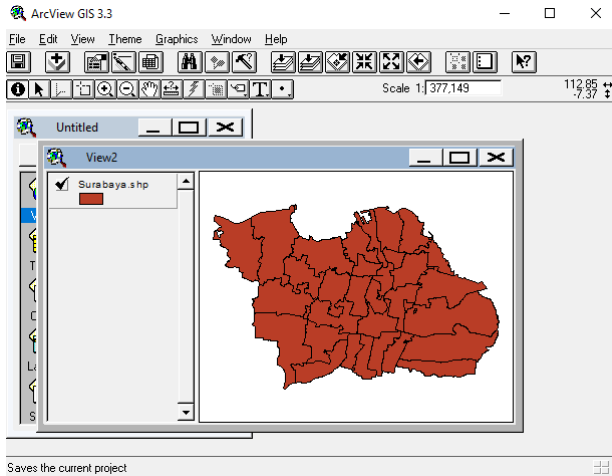 ArcView GIS 3.3
File Edit View Theme Graphics Window Help
Scale 1: 377,149
112.85
-7.37
Untitled
View2
Surabaya.shp
Saves the current project